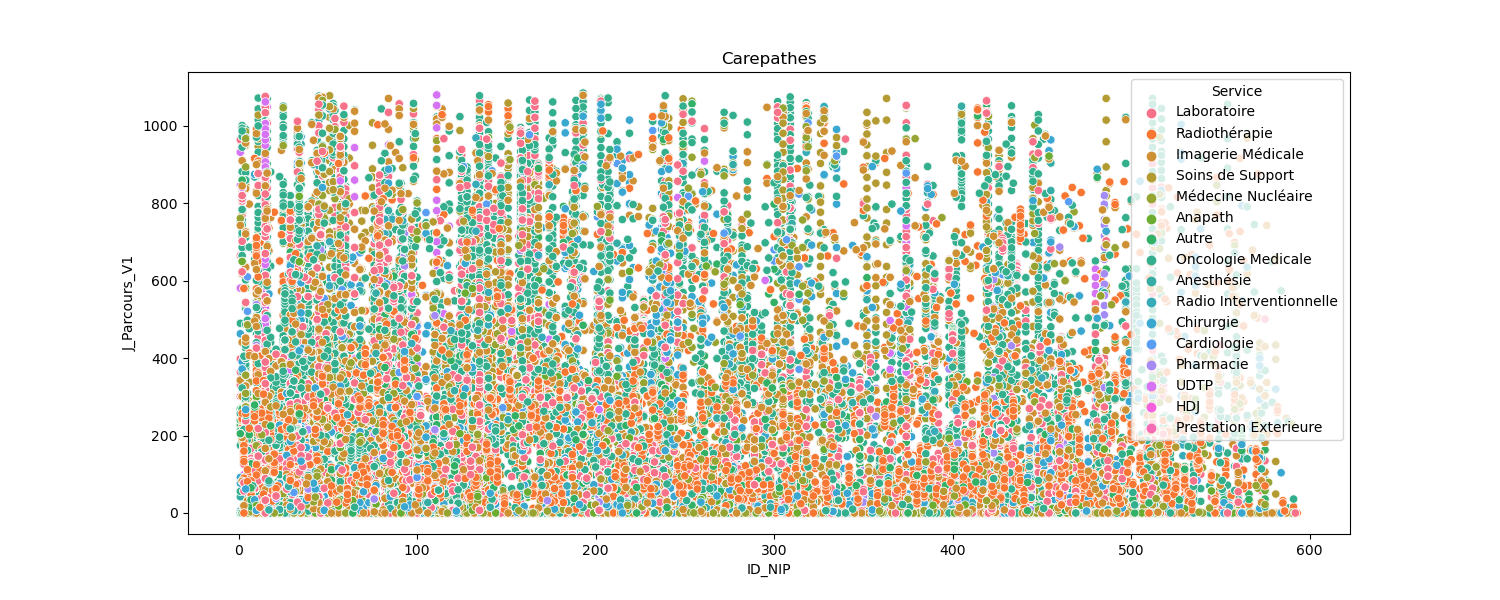 Carepathes
Service
Laboratoire
Radiothérapie
Imagerie Médicale
Soins de Support
Médecine Nucléaire
Anapath
Autre
Oncologie Medicale
Anesthésie
Radio Interventionnelle
Chirurgie
Cardiologie
Pharmacie
UDTP
HDJ
Prestation Exterieure
J_Parcours_V1
1000
800
600
400
200
0
0 100 200 300 400 500 600
ID_NIP